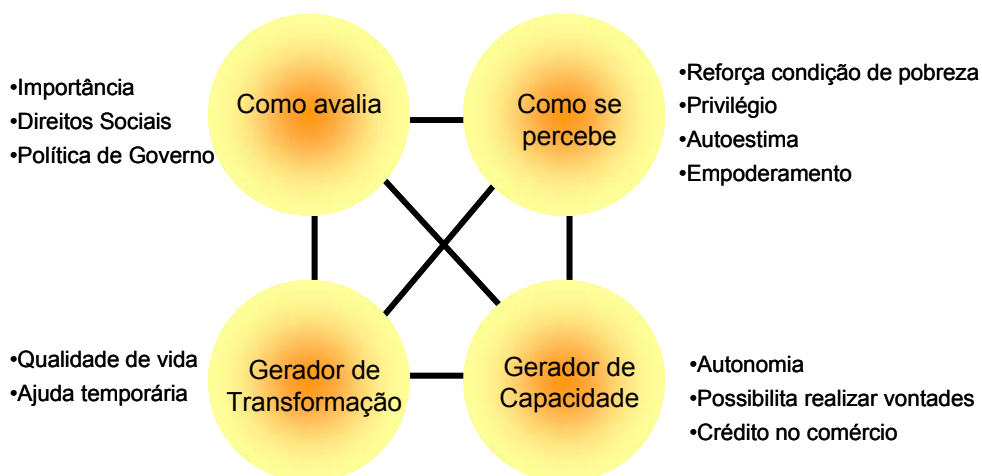 •Importância
•Direitos Sociais
•Política de Governo
Como avalia
Como se
percebe
•Reforça condição de pobreza
•Privilégio
•Autoestima
•Empoderamento
•Qualidade de vida
•Ajuda temporária
Gerador de
Transformação
Gerador de
Capacidade
•Autonomia
•Possibilita realizar vontades
•Crédito no comércio